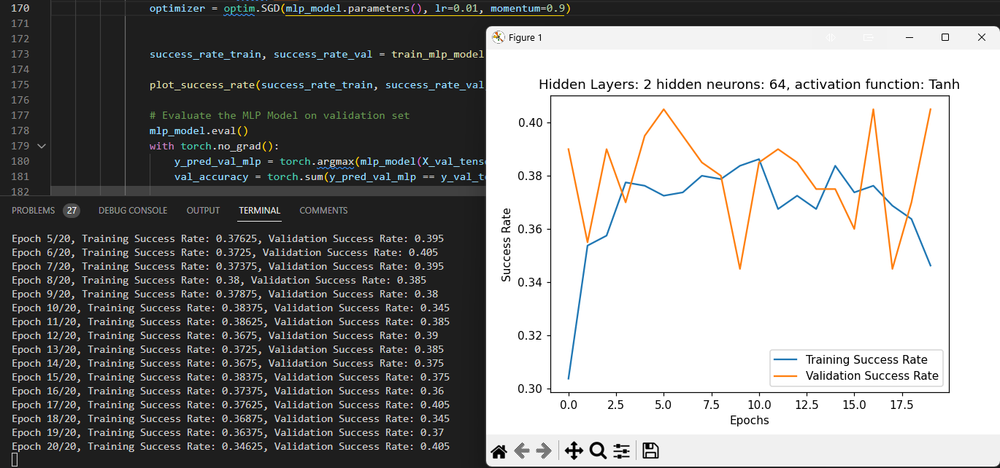 170 optimizer = optim.SGD(mlp_model.parameters(), lr=0.01, momentum=0.9)
171
172
173 success_rate_train, success_rate_val = train_mlp_model
174
175 plot_success_rate(success_rate_train, success_rate_val
176
177 # Evaluate the MLP Model on validation set
178 mlp_model.eval()
179 with torch.no_grad():
180 y_pred_val_mlp = torch.argmax(mlp_model(X_val_tens
181 val_accuracy = torch.sum(y_pred_val_mlp == y_val_t
182
PROBLEMS 27 DEBUG CONSOLE OUTPUT TERMINAL COMMENTS
Epoch 5/20, Training Success Rate: 0.37625, Validation Success Rate: 0.395
Epoch 6/20, Training Success Rate: 0.3725, Validation Success Rate: 0.405
Epoch 7/20, Training Success Rate: 0.37375, Validation Success Rate: 0.395
Epoch 8/20, Training Success Rate: 0.38, Validation Success Rate: 0.385
Epoch 9/20, Training Success Rate: 0.37875, Validation Success Rate: 0.38
Epoch 10/20, Training Success Rate: 0.38375, Validation Success Rate: 0.345
Epoch 11/20, Training Success Rate: 0.38625, Validation Success Rate: 0.385
Epoch 12/20, Training Success Rate: 0.3675, Validation Success Rate: 0.39
Epoch 13/20, Training Success Rate: 0.3725, Validation Success Rate: 0.385
Epoch 14/20, Training Success Rate: 0.3675, Validation Success Rate: 0.375
Epoch 15/20, Training Success Rate: 0.38375, Validation Success Rate: 0.375
Epoch 16/20, Training Success Rate: 0.37375, Validation Success Rate: 0.36
Epoch 17/20, Training Success Rate: 0.37625, Validation Success Rate: 0.405
Epoch 18/20, Training Success Rate: 0.36875, Validation Success Rate: 0.345
Epoch 19/20, Training Success Rate: 0.36375, Validation Success Rate: 0.37
Epoch 20/20, Training Success Rate: 0.34625, Validation Success Rate: 0.405
Figure 1
Hidden Layers: 2 hidden neurons: 64, activation function: Tanh
Success Rate
0.40
0.38
0.36
0.34
0.32
0.30
Training Success Rate
Validation Success Rate
0.0 2.5 5.0 7.5 10.0 12.5 15.0 17.5
Epochs